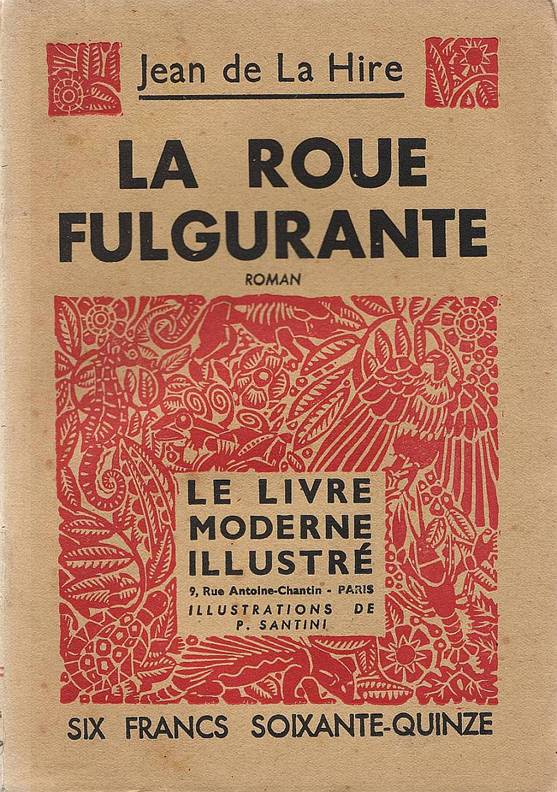 Jean de La Hire
LA ROUE
FULGURANTE
ROMAN
LE LIVRE
MODERNE
ILLUSTRÉ
9, Rue Antoine-Chantin - PARIS
ILLUSTRATIONS DE
P. SANTINI
SIX FRANCS SOIXANTE-QUINZE